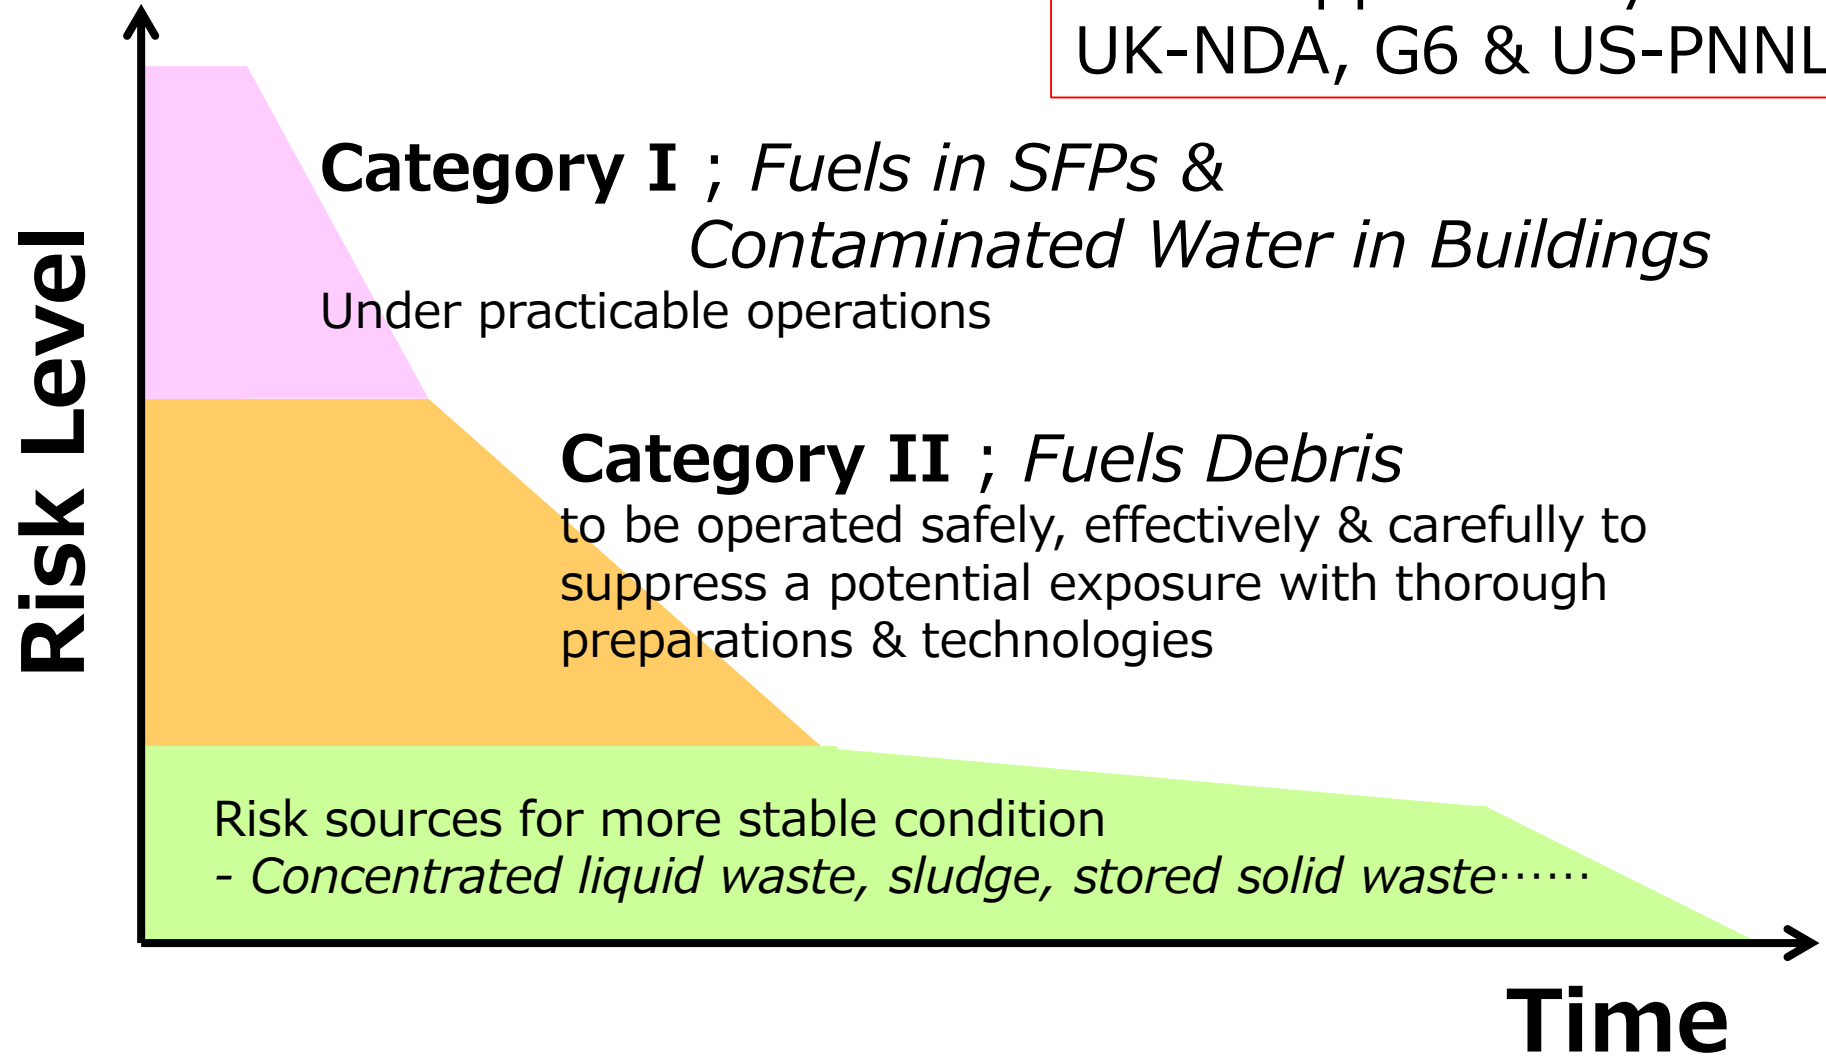 UK-NDA, G6 & US-PNNL
Category I ; Fuels in SFPs &
Contaminated Water in Buildings
Under practicable operations
Category II ; Fuels Debris
to be operated safely, effectively & carefully to
suppress a potential exposure with thorough
preparations & technologies
Risk sources for more stable condition
- Concentrated liquid waste, sludge, stored solid waste……
Risk Level
Time